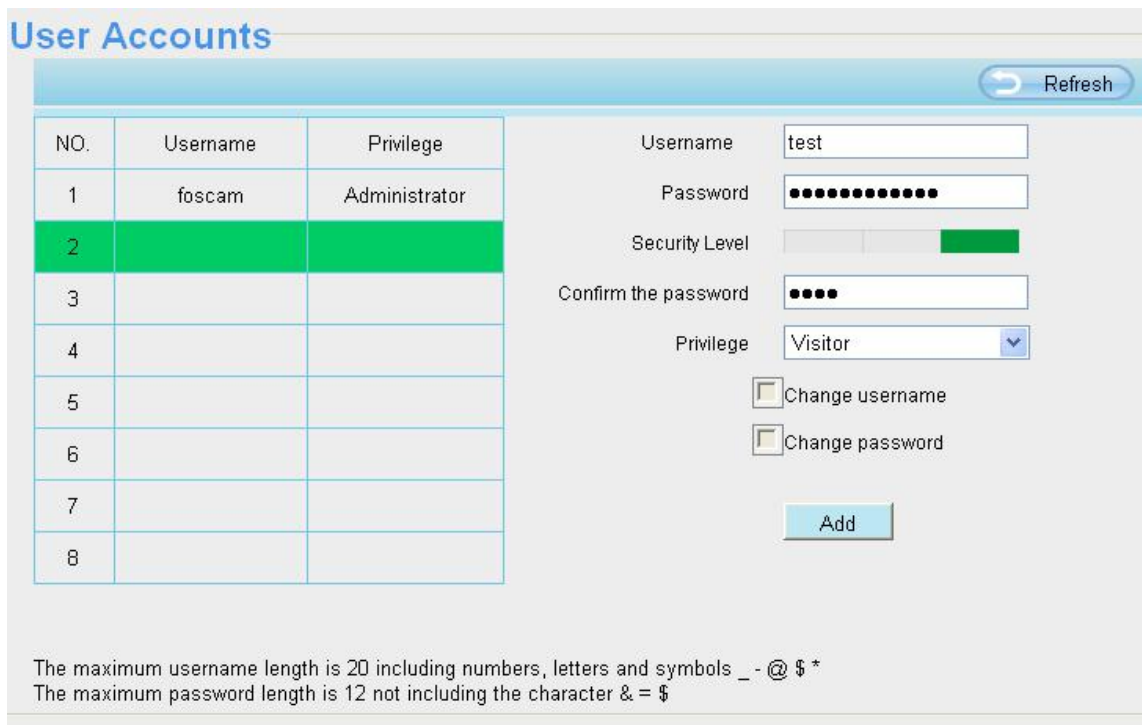 User Accounts
Refresh
NO. Username Privilege
1 foscam Administrator
2
3
4
5
6
7
8
Username test
Password ●●●●●●●●●●●●
Security Level
Confirm the password ●●●●
Privilege Visitor
Change username
Change password
Add
The maximum username length is 20 including numbers, letters and symbols _ - @ $ *
The maximum password length is 12 not including the character & = $